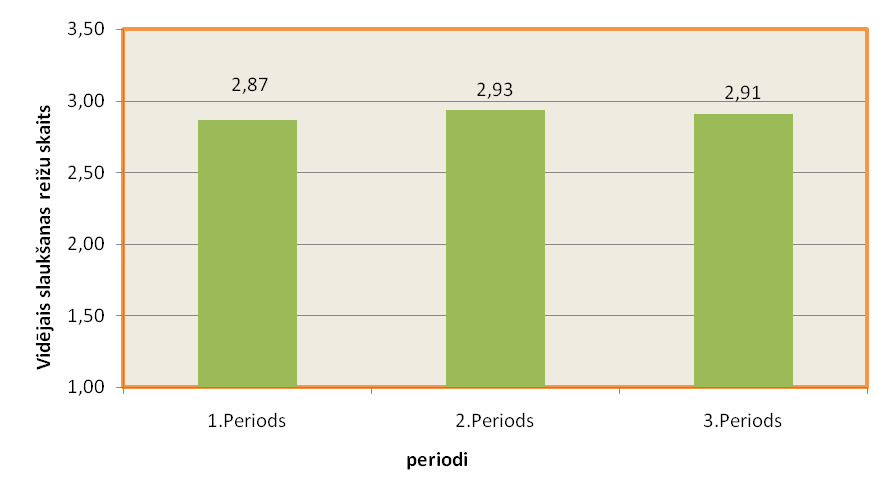 3,50
3,00
2,50
2,00
1,50
1,00
Vidējais slaukšanas reižu skaits
2,87
2,93
2,91
1.Periods
2.Periods
3.Periods
periodi